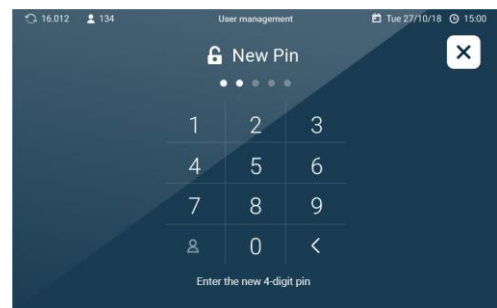 16.012 134 User management Tue 27/10/18 15:00
New Pin
1 2 3
4 5 6
7 8 9
0
Enter the new 4-digit pin